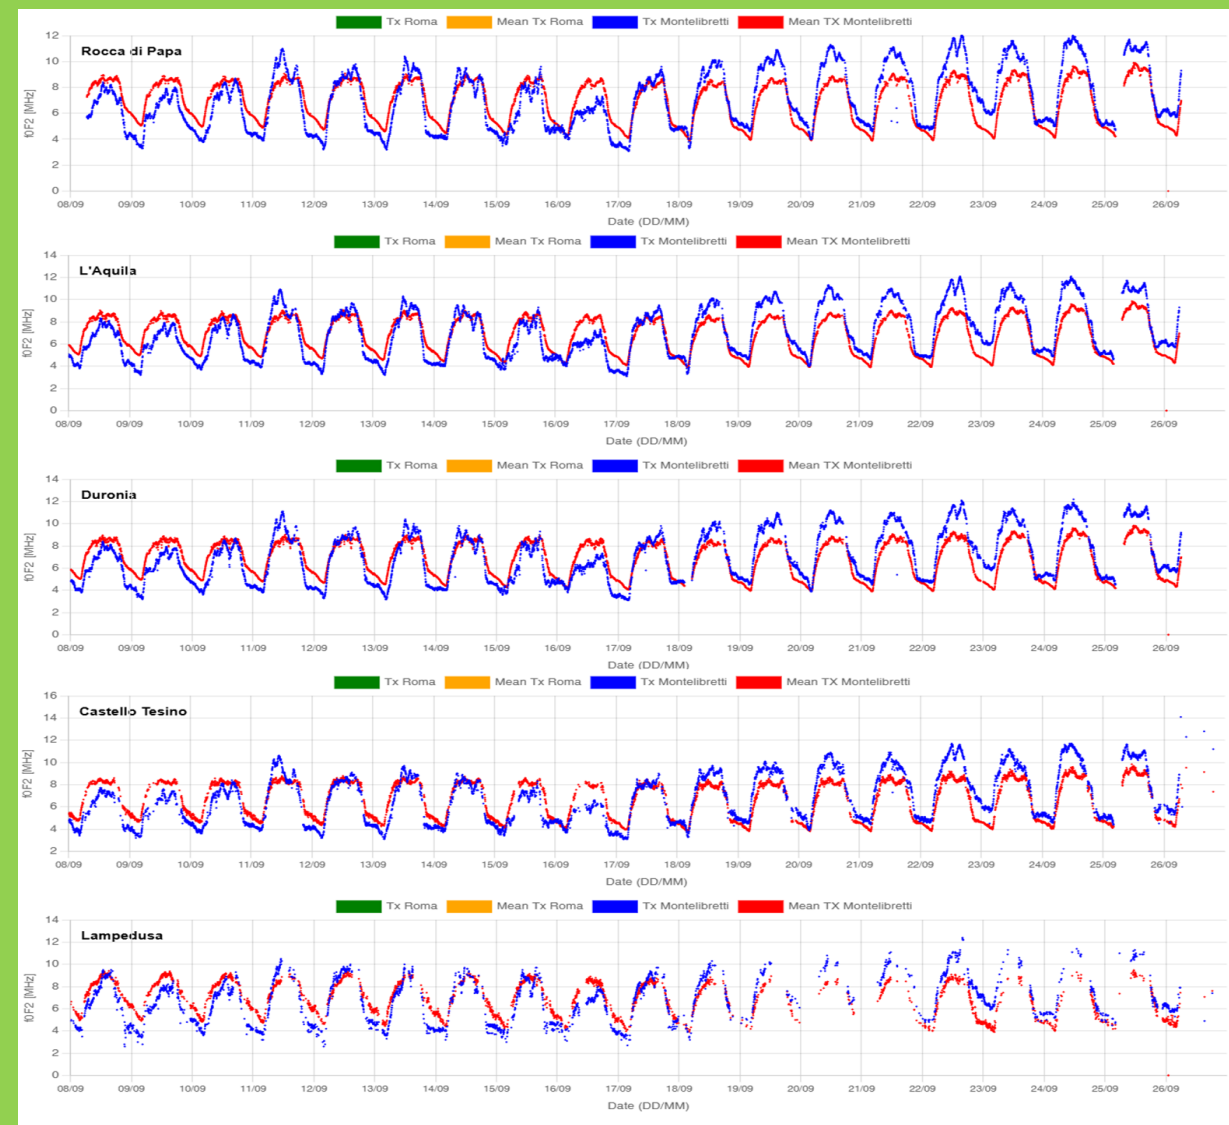 Tx Roma Mean Tx Roma Tx Montelibretti Mean TX Montelibretti
Rocca di Papa
f0F2 [MHz]
12
10
8
6
4
2
0
08/09 09/09 10/09 11/09 12/09 13/09 14/09 15/09 16/09 17/09 18/09 19/09 20/09 21/09 22/09 23/09 24/09 25/09 26/09
Date (DD/MM)
Tx Roma Mean Tx Roma Tx Montelibretti Mean TX Montelibretti
L'Aquila
f0F2 [MHz]
14
12
10
8
6
4
2
0
08/09 09/09 10/09 11/09 12/09 13/09 14/09 15/09 16/09 17/09 18/09 19/09 20/09 21/09 22/09 23/09 24/09 25/09 26/09
Date (DD/MM)
Tx Roma Mean Tx Roma Tx Montelibretti Mean TX Montelibretti
Duronia
f0F2 [MHz]
14
12
10
8
6
4
2
0
08/09 09/09 10/09 11/09 12/09 13/09 14/09 15/09 16/09 17/09 18/09 19/09 20/09 21/09 22/09 23/09 24/09 25/09 26/09
Date (DD/MM)
Tx Roma Mean Tx Roma Tx Montelibretti Mean TX Montelibretti
Castello Tesino
f0F2 [MHz]
16
14
12
10
8
6
4
2
08/09 09/09 10/09 11/09 12/09 13/09 14/09 15/09 16/09 17/09 18/09 19/09 20/09 21/09 22/09 23/09 24/09 25/09 26/09
Date (DD/MM)
Tx Roma Mean Tx Roma Tx Montelibretti Mean TX Montelibretti
Lampedusa
f0F2 [MHz]
14
12
10
8
6
4
2
0
08/09 09/09 10/09 11/09 12/09 13/09 14/09 15/09 16/09 17/09 18/09 19/09 20/09 21/09 22/09 23/09 24/09 25/09 26/09
Date (DD/MM)